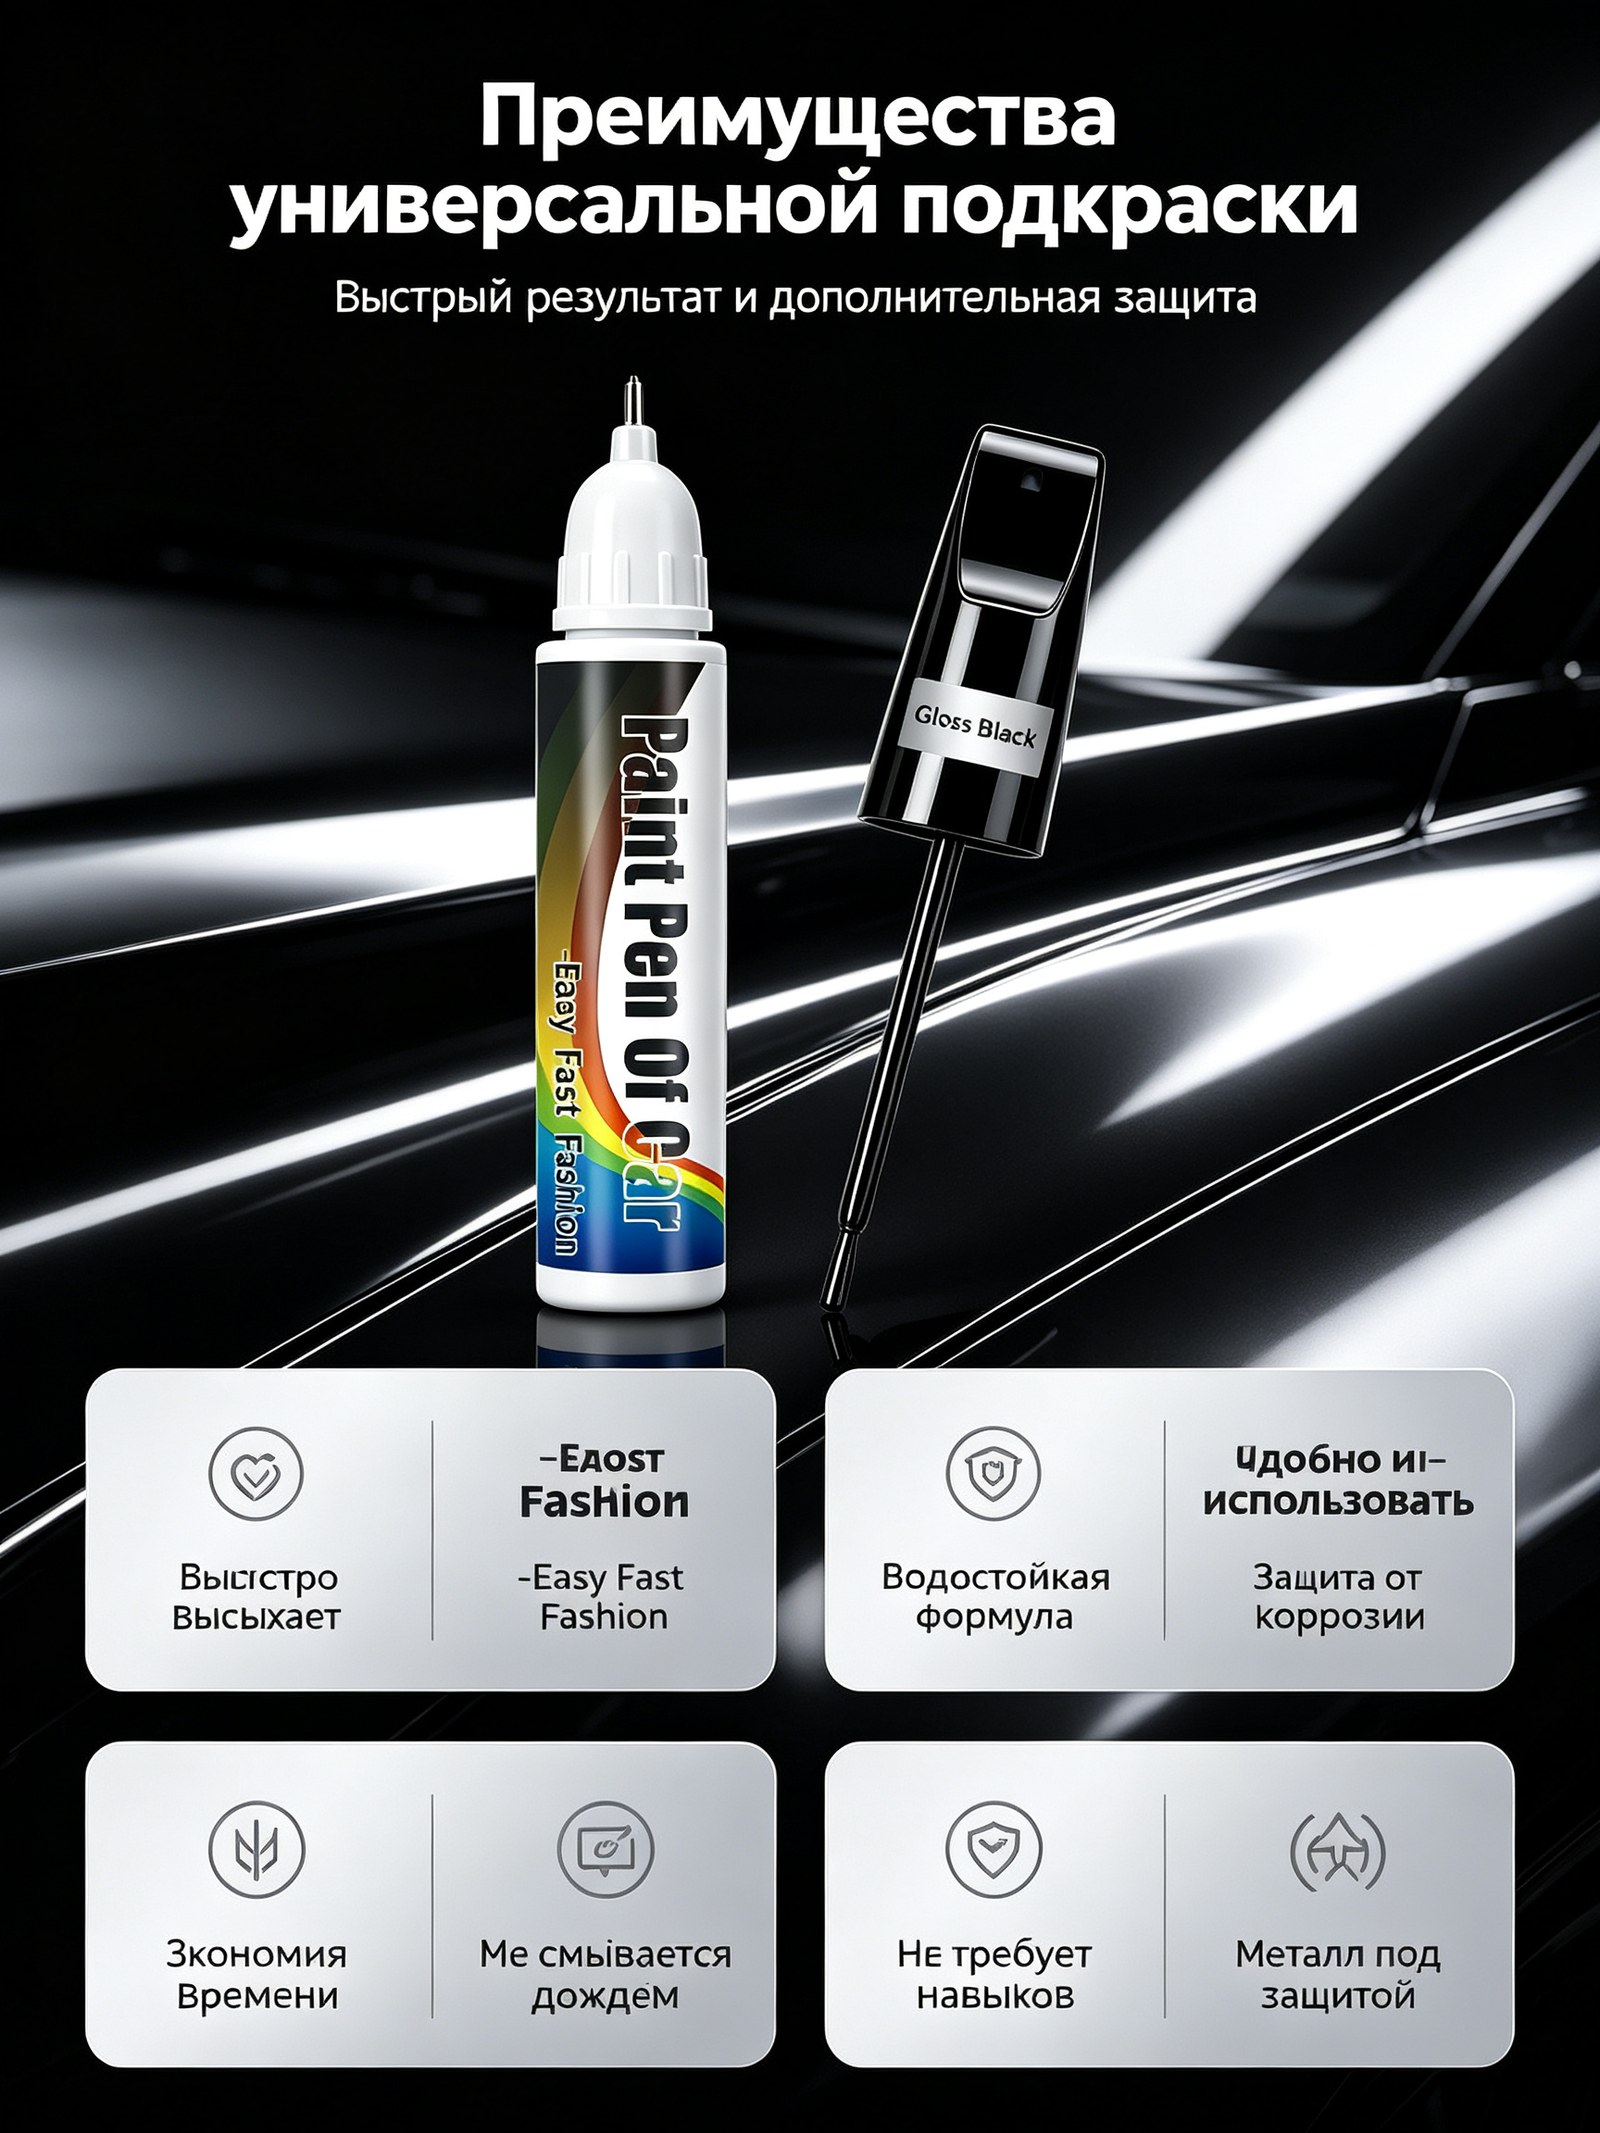 Преимущества
универсальной подкраски
Выстрый результат и дополнительная защита
Gloss Black
Paint Pen Of Car
-Easy Fast Fashion
–Eдost
Fashion
высыхает
-Easy Fast
Fashion
Водостойкая
формула
использовать
Защита от
коррозии
Зкономия
Времени
Ме смывается
дождем
Не требует
навыков
Металл под
защитой